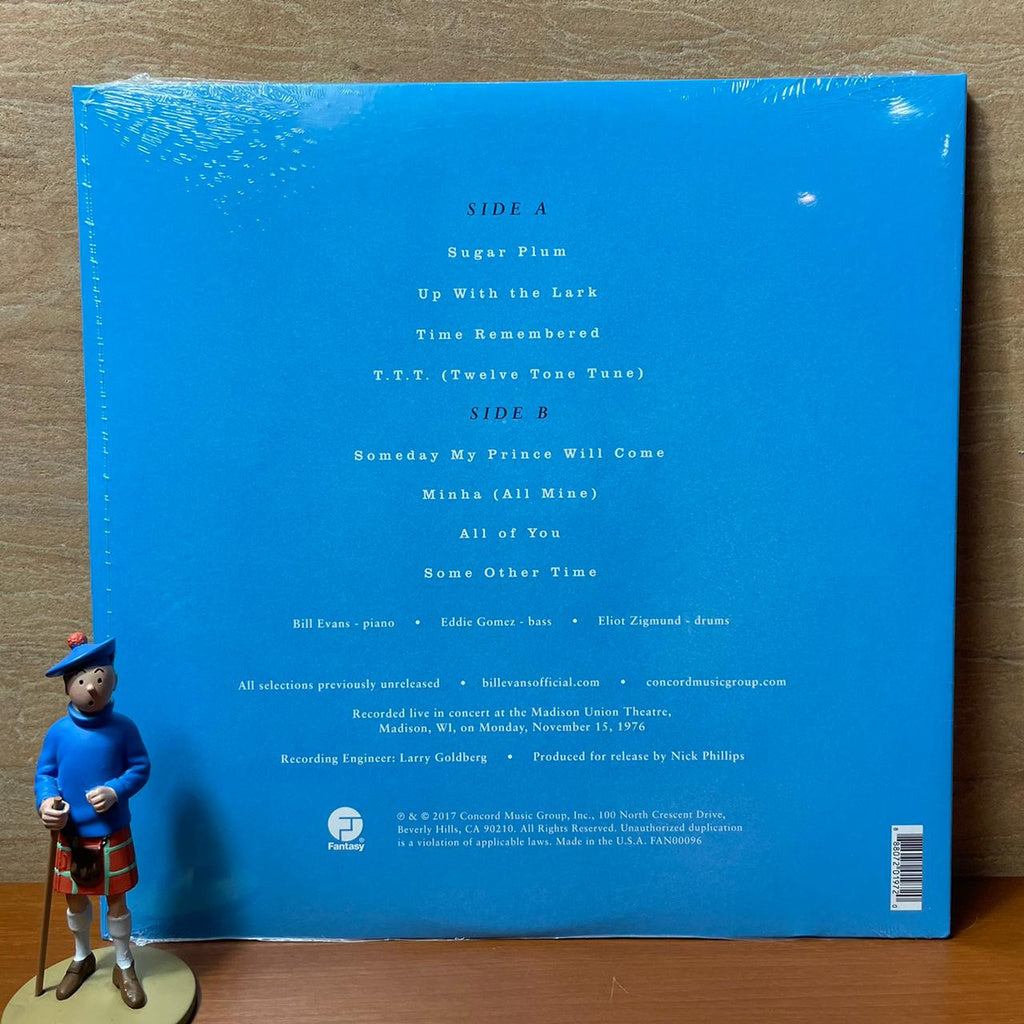 SIDE A
Sugar Plum
Up With the Lark
Time Remembered
T.T.T. (Twelve Tone Tune)
SIDE B
Someday My Prince Will Come
Minha (All Mine)
All of You
Some Other Time
Bill Evans - piano • Eddie Gomez - bass • Eliot Zigmund - drums
All selections previously unreleased • billevansofficial.com • concordmusicgroup.com
Recorded live in concert at the Madison Union Theatre,
Madison, WI, on Monday, November 15, 1976
Recording Engineer: Larry Goldberg • Produced for release by Nick Phillips
℗ & © 2017 Concord Music Group, Inc., 100 North Crescent Drive,
Beverly Hills, CA 90210. All Rights Reserved. Unauthorized duplication
is a violation of applicable laws. Made in the U.S.A. FAN00096
Fantasy®
8 88072 01972 0